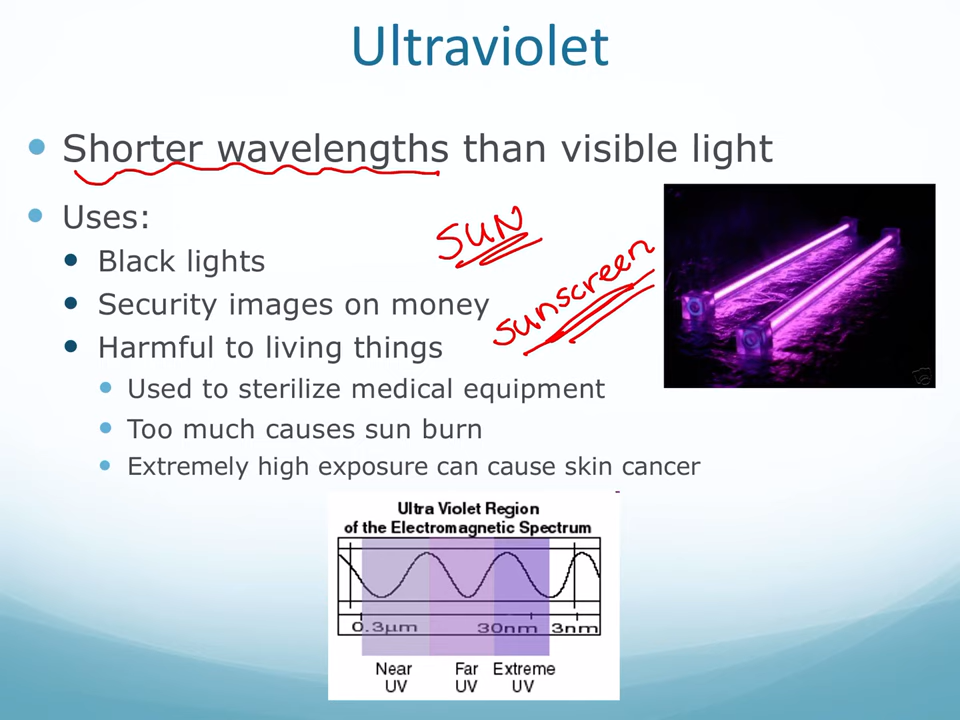 Ultraviolet
Shorter wavelengths than visible light
Uses:
SUN
Black lights
sunscreen
Security images on money
Harmful to living things
Used to sterilize medical equipment
Too much causes sun burn
Extremely high exposure can cause skin cancer
Ultra Violet Region
of the Electromagnetic Spectrum
0.3µm 30nm 3nm
Near Far Extreme
UV UV UV